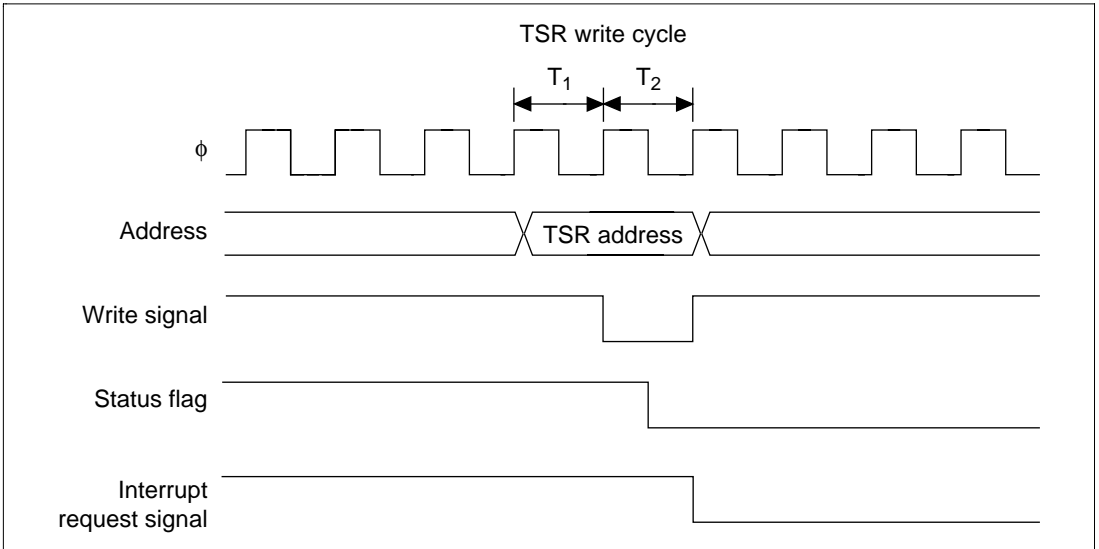 TSR write cycle
T1 T2
ϕ
Address
TSR address
Write signal
Status flag
Interrupt
request signal